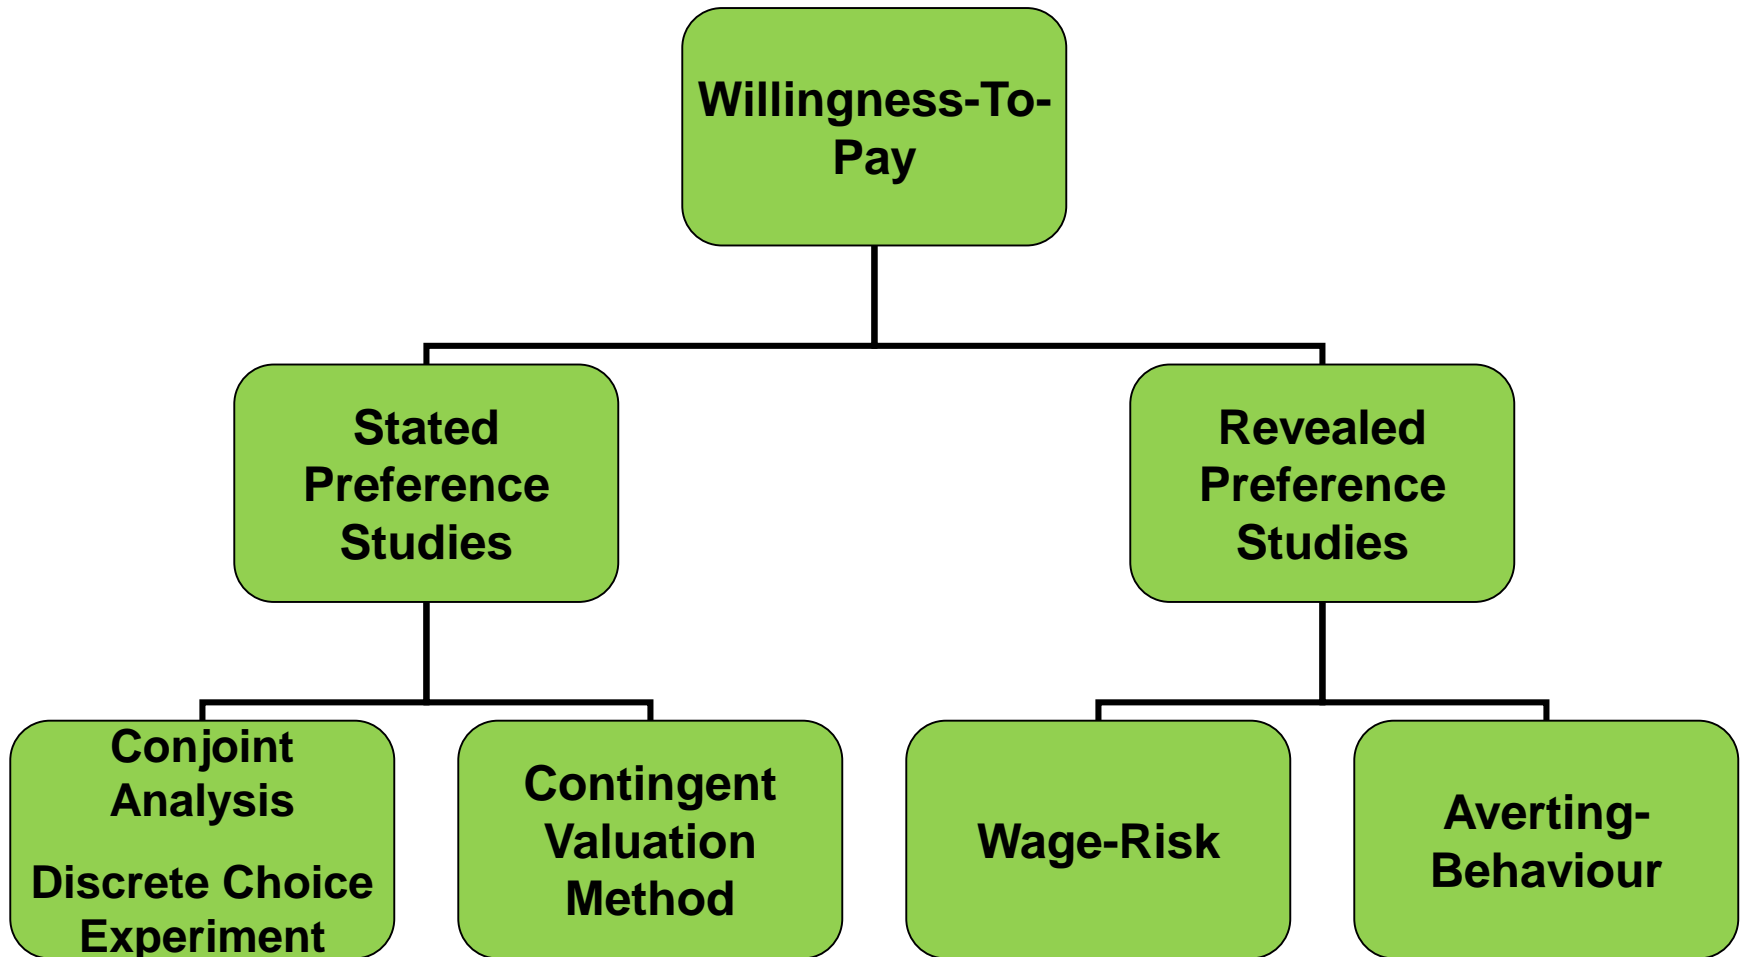 Willingness-To-
Pay
Stated
Preference
Studies
Revealed
Preference
Studies
Conjoint
Analysis
Discrete Choice
Experiment
Contingent
Valuation
Method
Wage-Risk
Averting-
Behaviour